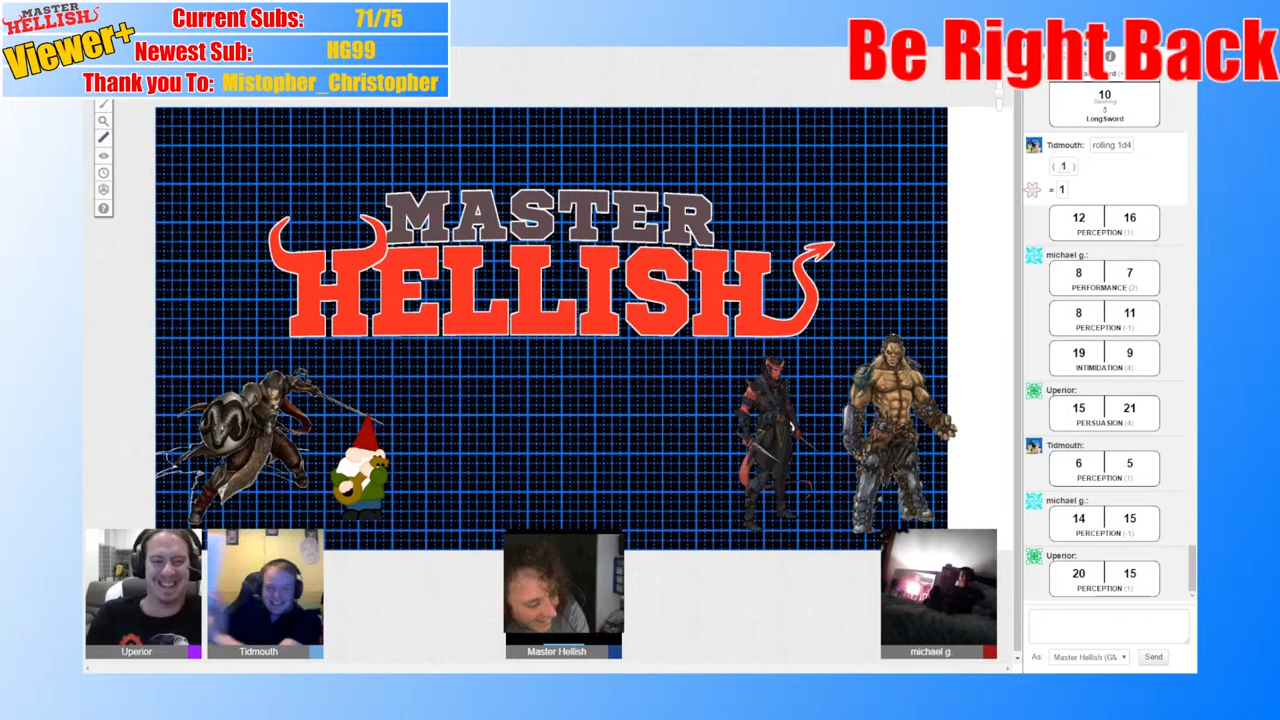 MASTER
HELLISH
Viewer+
Current Subs: 71/75
Newest Sub: HG99
Thank you To: Mistopher_Christopher
Be Right Back
MASTER
HELLISH
10
Slashing
5
LongSword
Tidmouth: rolling 1d4
( 1 )
= 1
12 16
PERCEPTION (1)
michael g.:
8 7
PERFORMANCE (2)
8 11
PERCEPTION (-1)
19 9
INTIMIDATION (4)
Uperior:
15 21
PERSUASION (4)
Tidmouth:
6 5
PERCEPTION (1)
michael g.:
14 15
PERCEPTION (-1)
Uperior:
20 15
PERCEPTION (1)
As: Master Hellish (GM Send
Uperior
Tidmouth
Master Hellish
michael g.